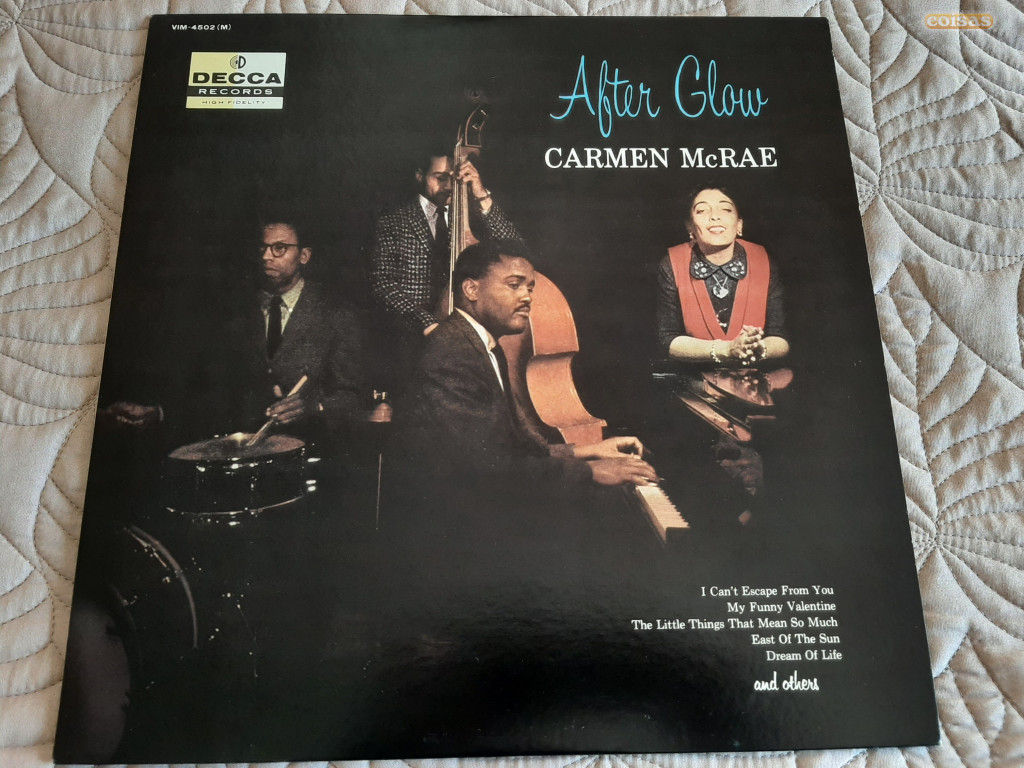 coisas
VIM-4502 (M)
DECCA
RECORDS
HIGH FIDELITY
After Glow
CARMEN McRAE
I Can't Escape From You
My Funny Valentine
The Little Things That Mean So Much
East Of The Sun
Dream Of Life
and others